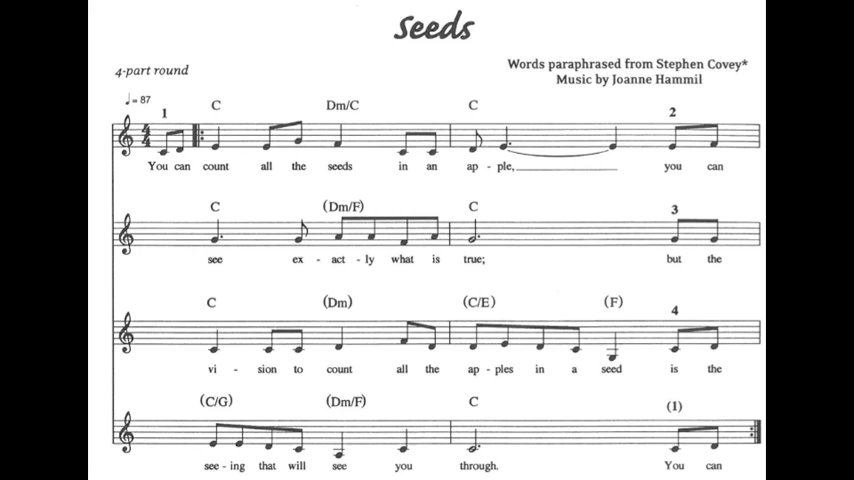 Seeds
4-part round
Words paraphrased from Stephen Covey*
Music by Joanne Hammil
♩= 87
1 C Dm/C C 2
4/4
You can count all the seeds in an ap - ple, you can
C (Dm/F) C 3
see ex - act - ly what is true; but the
C (Dm) (C/E) (F) 4
vi - sion to count all the ap - ples in a seed is the
(C/G) (Dm/F) C (1)
see - ing that will see you through. You can